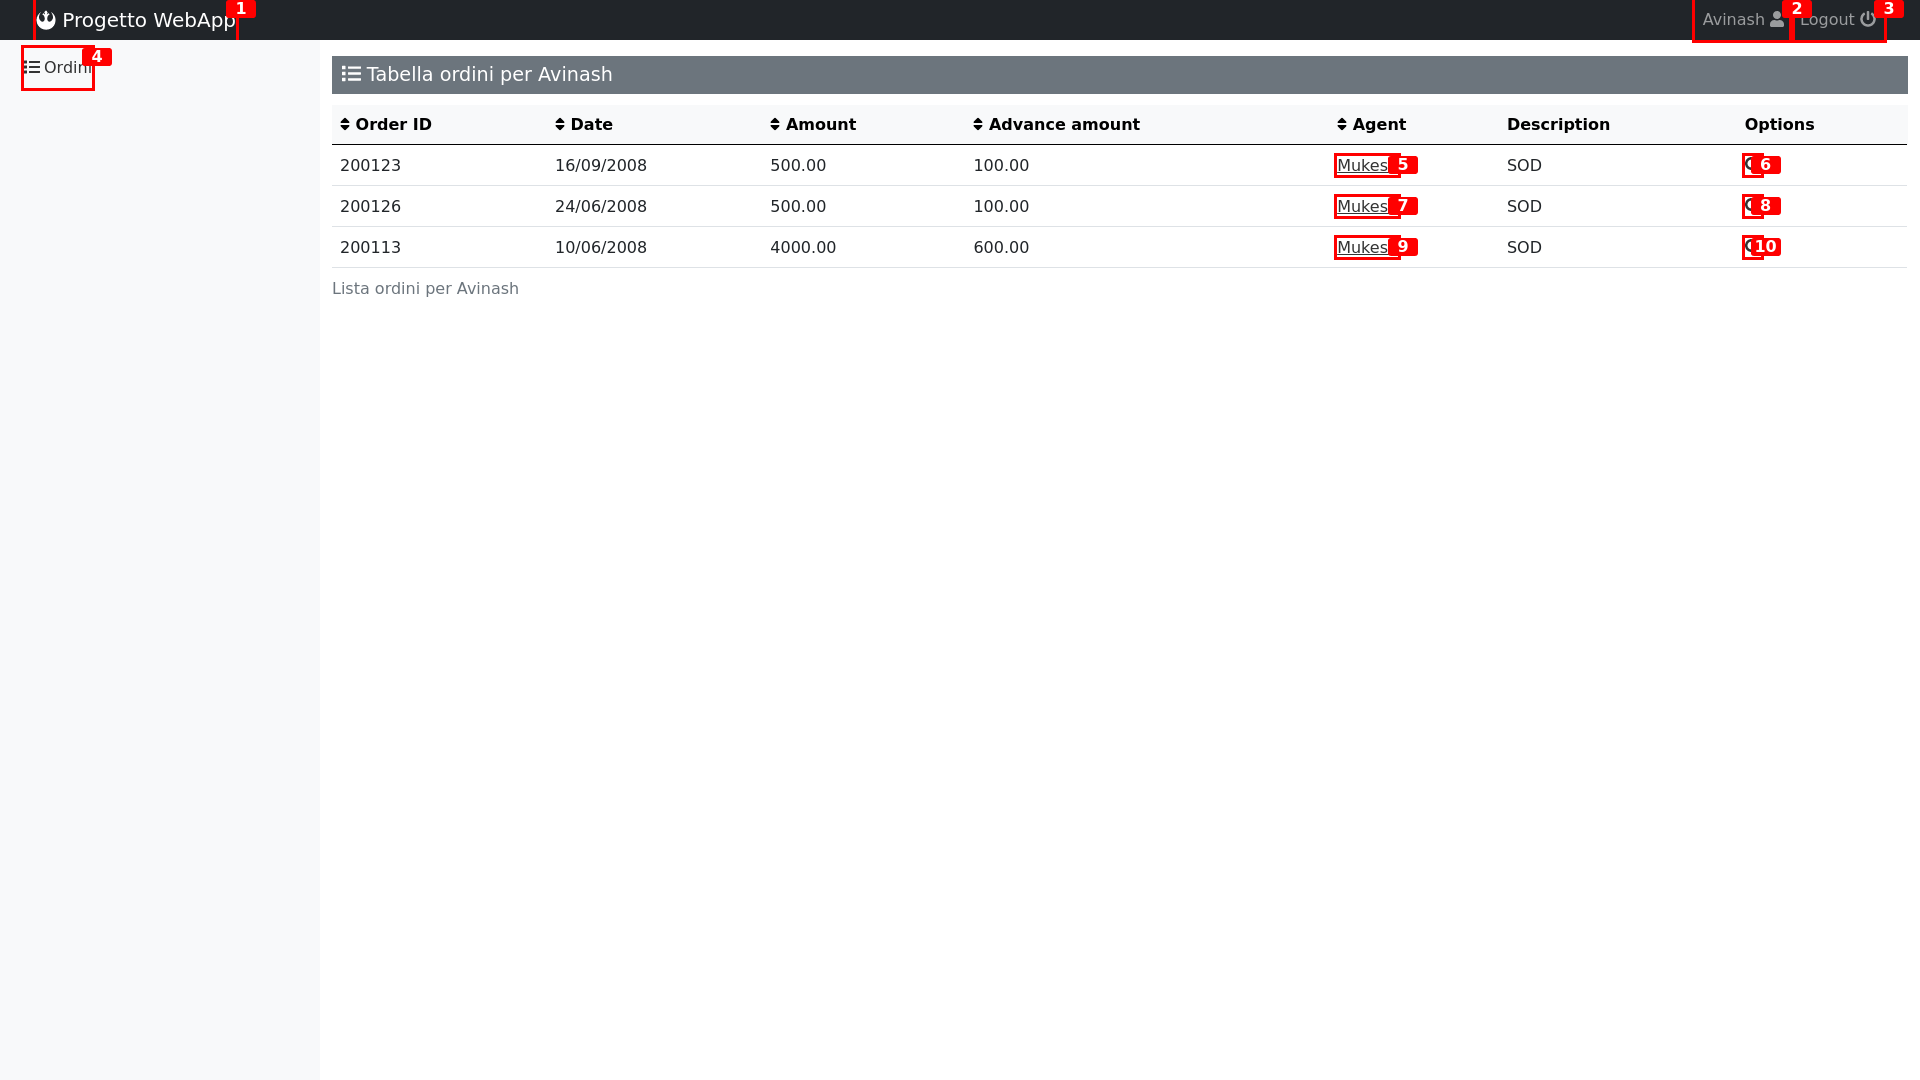 Progetto WebApp 1 Avinash 2 Logout 3
Ordini 4
Tabella ordini per Avinash
Order ID Date Amount Advance amount Agent Description Options
200123 16/09/2008 500.00 100.00 Mukes 5 SOD 6
200126 24/06/2008 500.00 100.00 Mukes 7 SOD 8
200113 10/06/2008 4000.00 600.00 Mukes 9 SOD 10
Lista ordini per Avinash